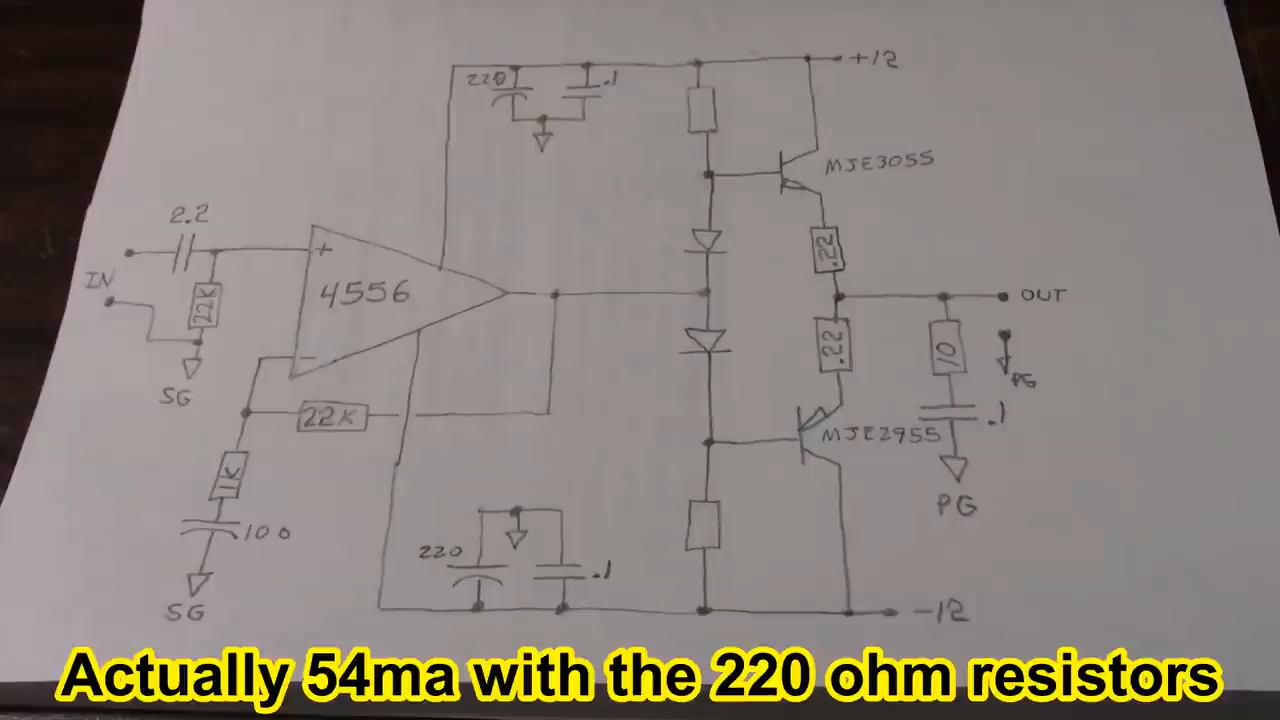 220
.1
+12
MJE3055
2.2
+
.22
IN
22K
4556
OUT
.22
10
PG
-
SG
22K
.1
MJE2955
1K
100
PG
220
.1
SG
-12
Actually 54ma with the 220 ohm resistors